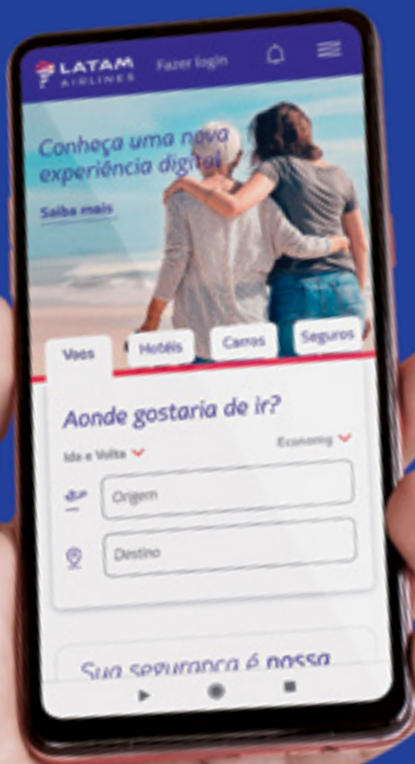 LATAM
AIRLINES
Fazer login
Conheça uma nova
experiência digital
Saiba mais
Voos
Hotéis
Carros
Seguros
Aonde gostaria de ir?
Ida e Volta
Economy
Origem
Destino
Sua segurança é nossa